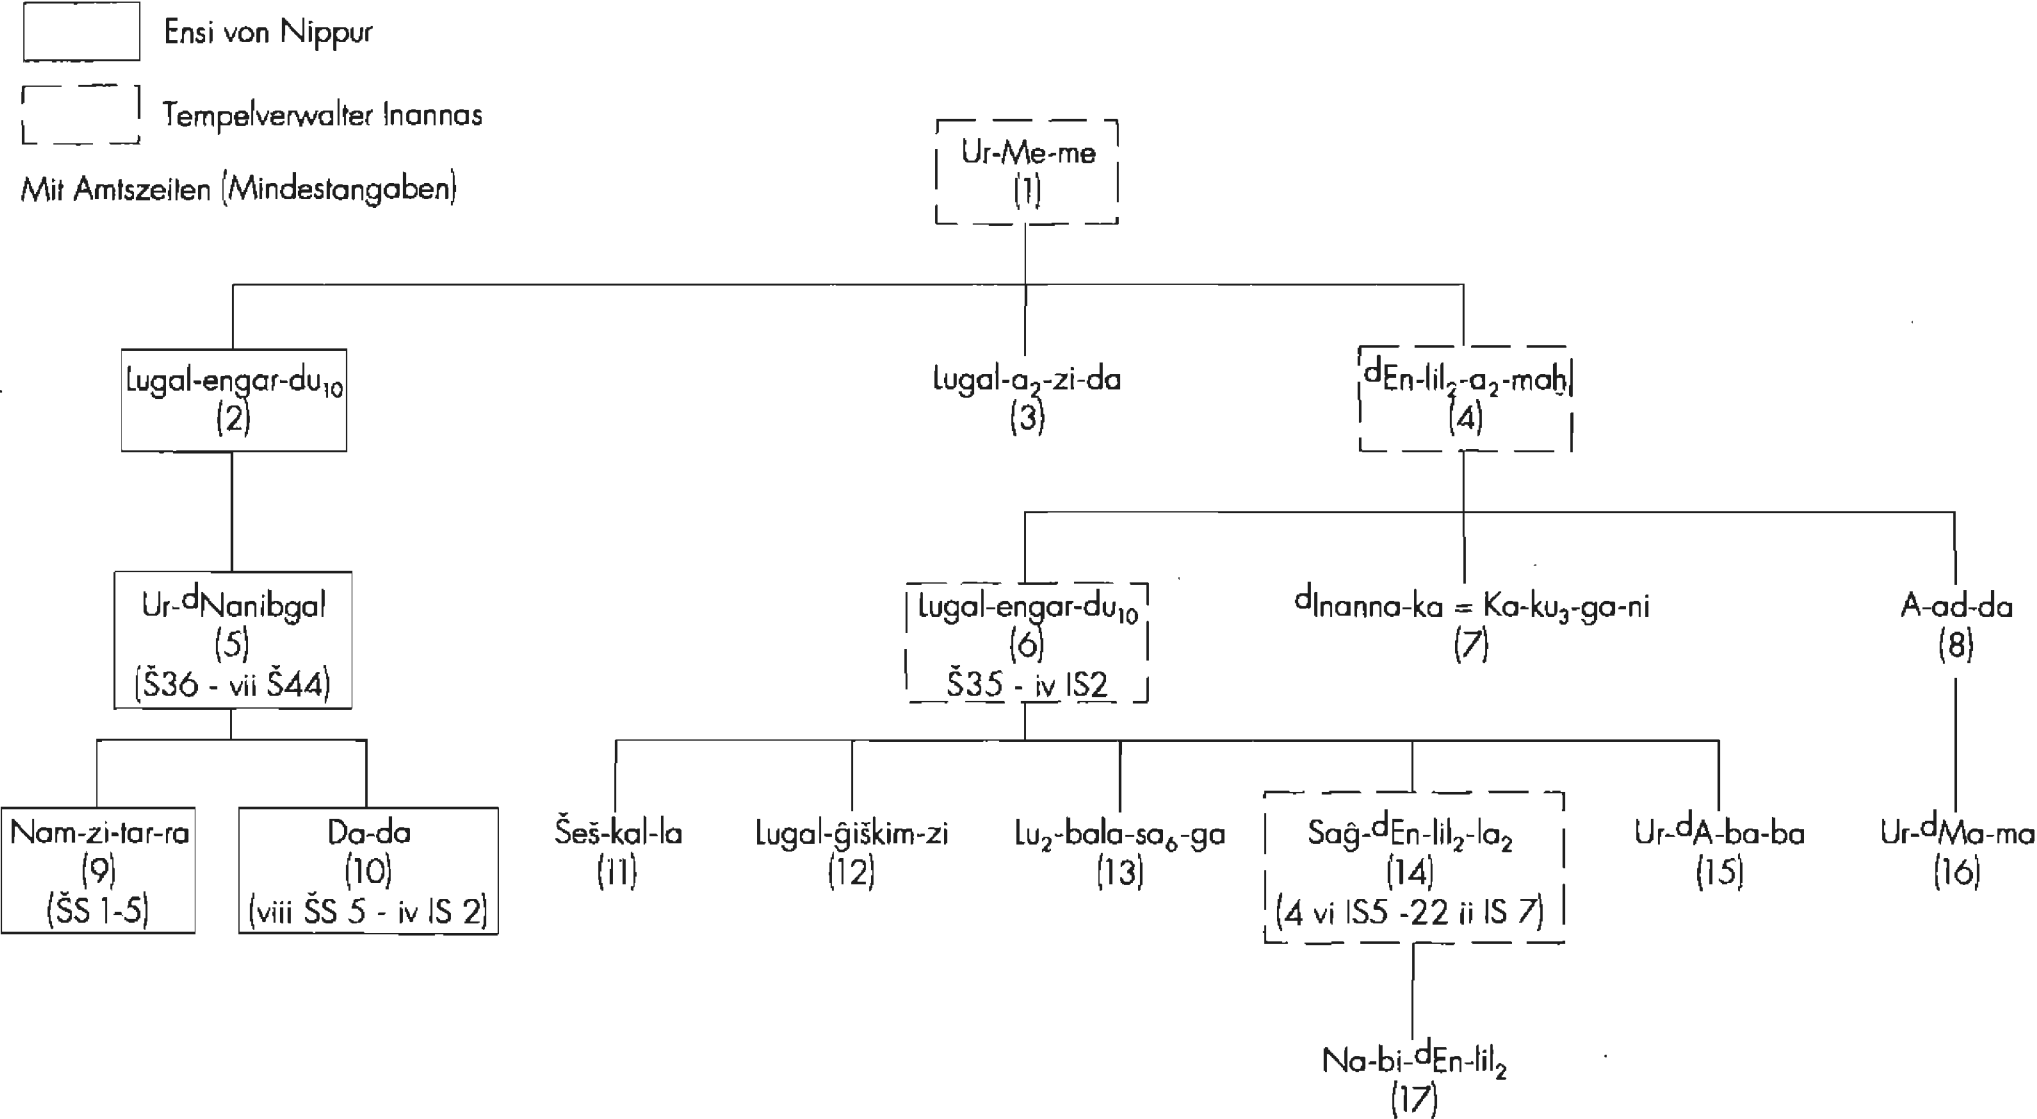 Ensi von Nippur
Tempelverwalter Inannas
Mit Amtszeiten (Mindestangaben)
Ur-Me-me
(1)
Lugal-engar-du₁₀
(2)
Lugal-a₂-zi-da
(3)
ᵈEn-lil₂-a₂-maḫ
(4)
Ur-ᵈNanibgal
(5)
(Š36 - vii Š44)
Lugal-engar-du₁₀
(6)
Š35 - iv IS2
ᵈInanna-ka = Ka-ku₃-ga-ni
(7)
A-ad-da
(8)
Nam-zi-tar-ra
(9)
(ŠS 1-5)
Da-da
(10)
(viii ŠS 5 - iv IS 2)
Šeš-kal-la
(11)
Lugal-ĝiškim-zi
(12)
Lu₂-bala-sa₆-ga
(13)
Saĝ-ᵈEn-lil₂-la₂
(14)
(4 vi IS5 -22 ii IS 7)
Ur-ᵈA-ba-ba
(15)
Ur-ᵈMa-ma
(16)
Na-bi-ᵈEn-lil₂
(17)